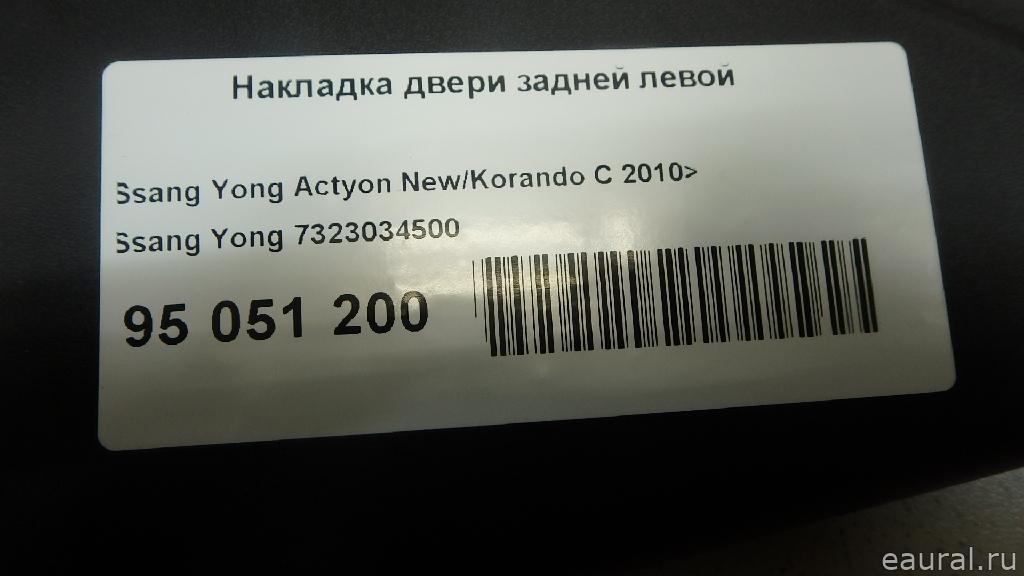 Накладка двери задней левой
Ssang Yong Actyon New/Korando C 2010>
Ssang Yong 7323034500
95 051 200
eaural.ru